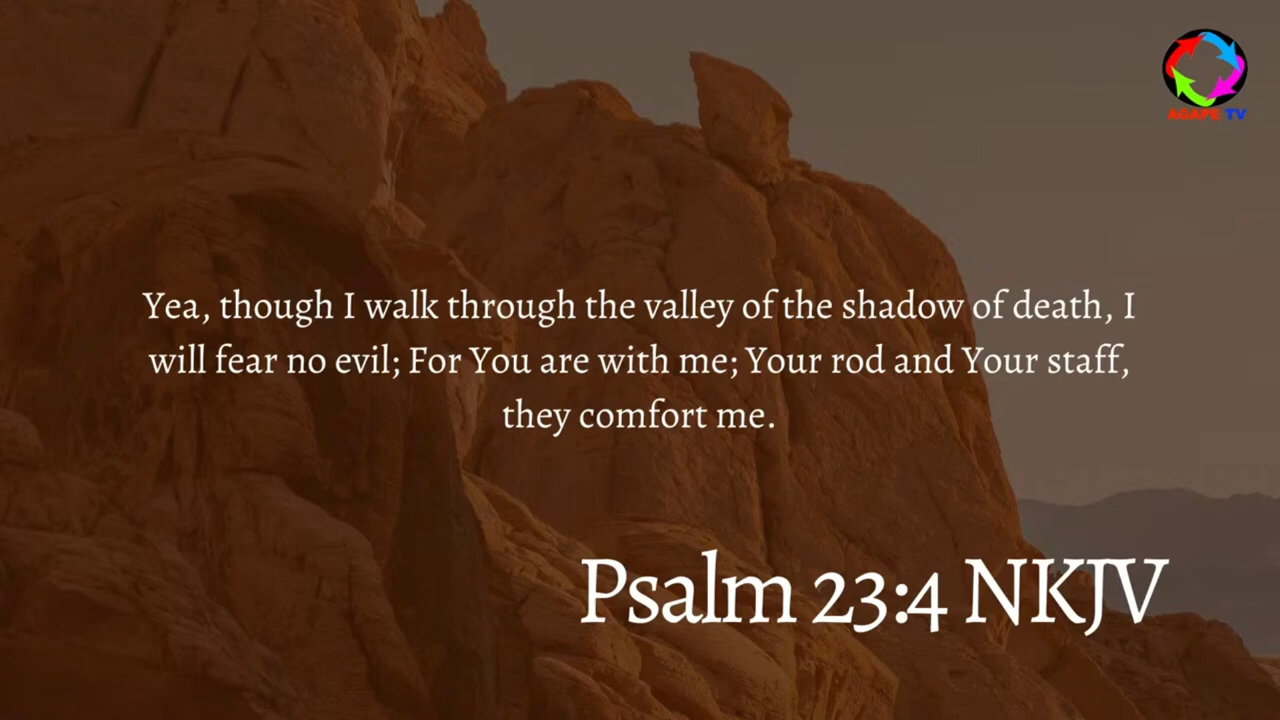 AGAPE TV
Yea, though I walk through the valley of the shadow of death, I
will fear no evil; For You are with me; Your rod and Your staff,
they comfort me.
Psalm 23:4 NKJV